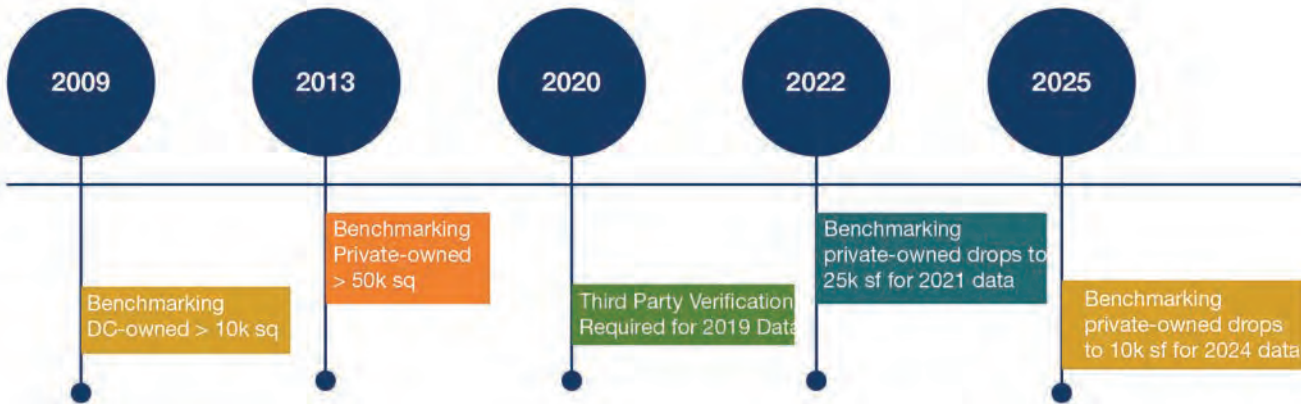 2009
2013
2020
2022
2025
Benchmarking
DC-owned > 10k sq
Benchmarking
Private-owned
> 50k sq
Third Party Verification
Required for 2019 Data
Benchmarking
private-owned drops to
25k sf for 2021 data
Benchmarking
private-owned drops
to 10k sf for 2024 data